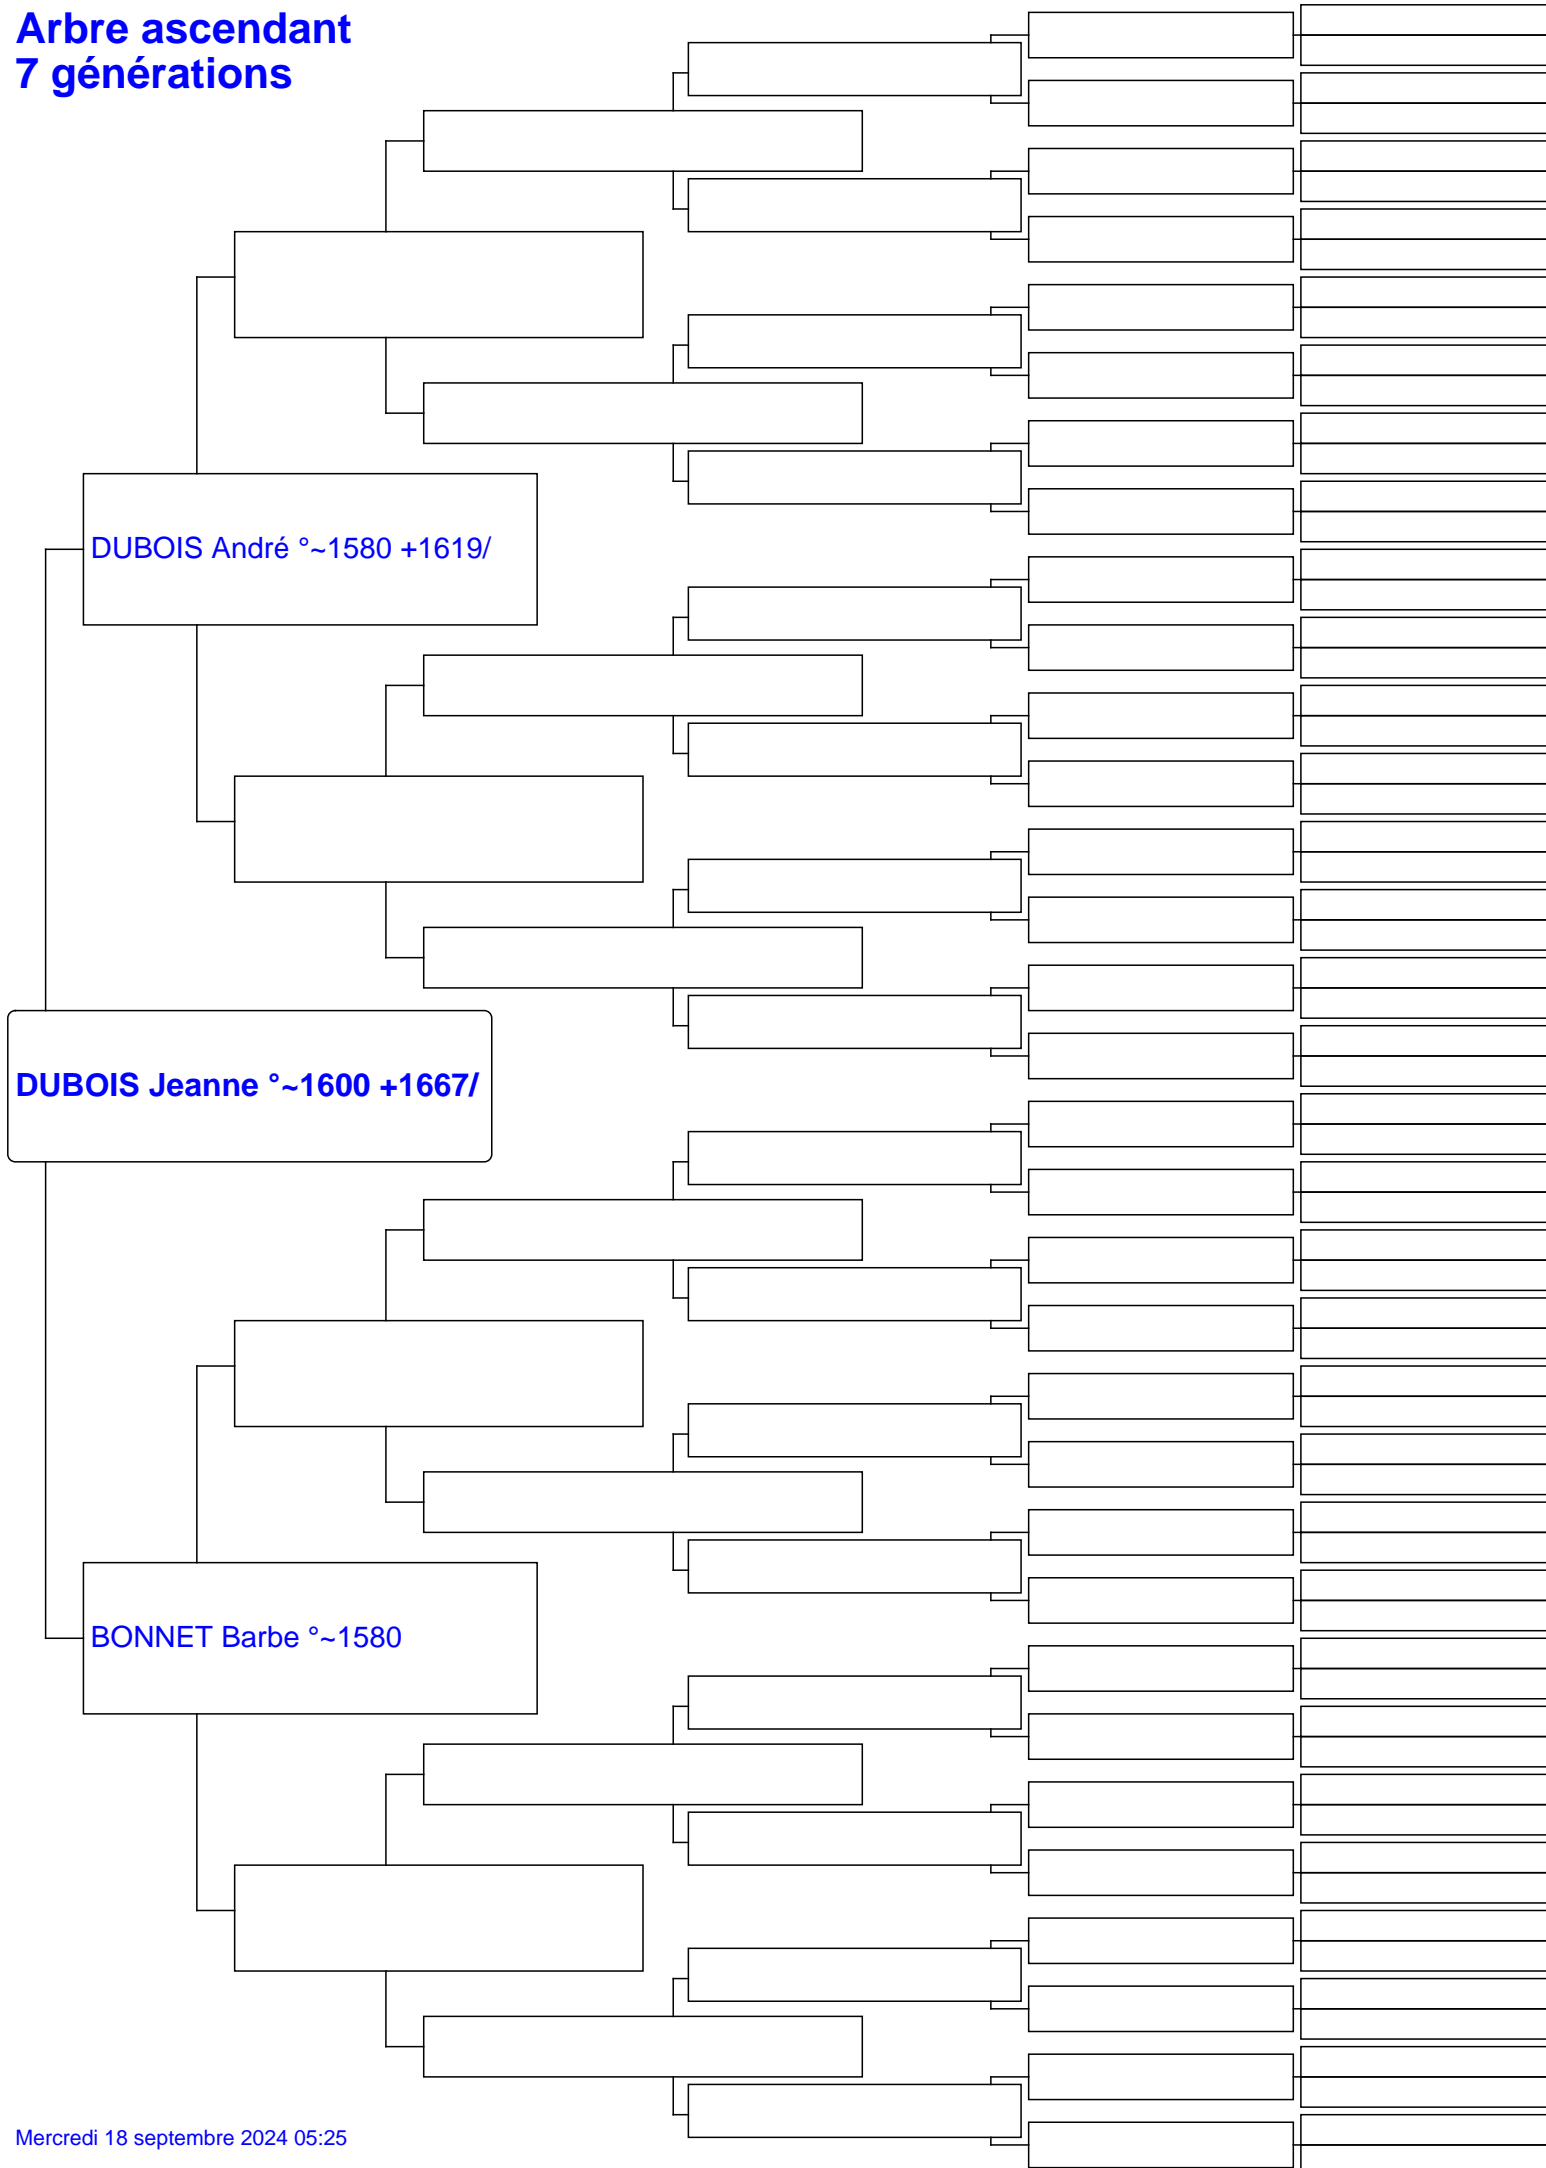 Arbre ascendant
7 générations
DUBOIS André °~1580 +1619/
DUBOIS Jeanne °~1600 +1667/
BONNET Barbe °~1580
Mercredi 18 septembre 2024 05:25